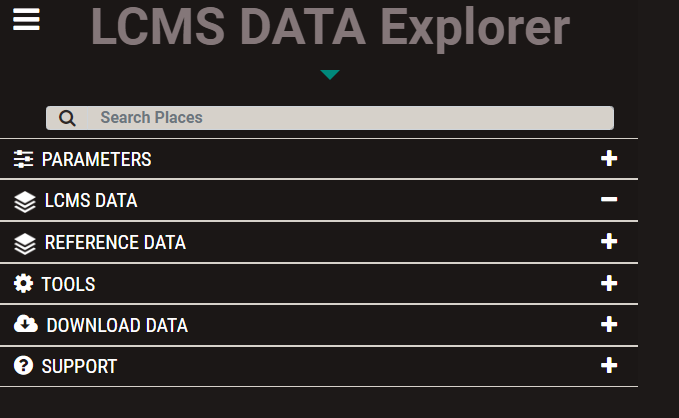 LCMS DATA Explorer
Search Places
PARAMETERS
LCMS DATA
REFERENCE DATA
TOOLS
DOWNLOAD DATA
SUPPORT